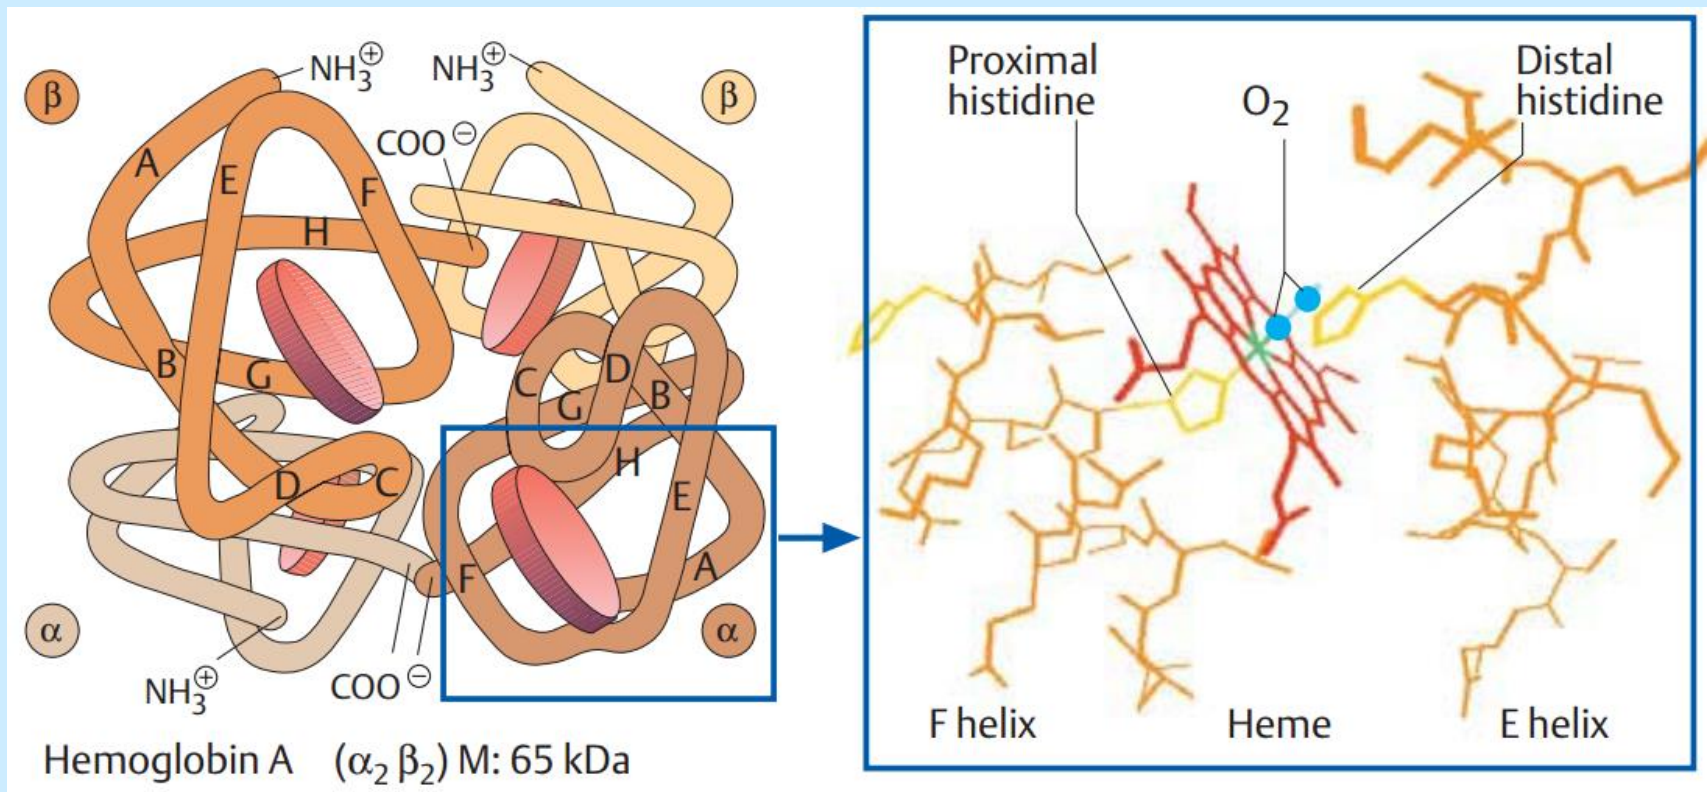 NH₃⊕
NH₃⊕
β
β
COO⊖
A
E
F
H
B
G
D
C
C
D
B
G
H
E
F
A
α
α
NH₃⊕
COO⊖
Hemoglobin A (α₂ β₂) M: 65 kDa
Proximal
histidine
O₂
Distal
histidine
F helix
Heme
E helix